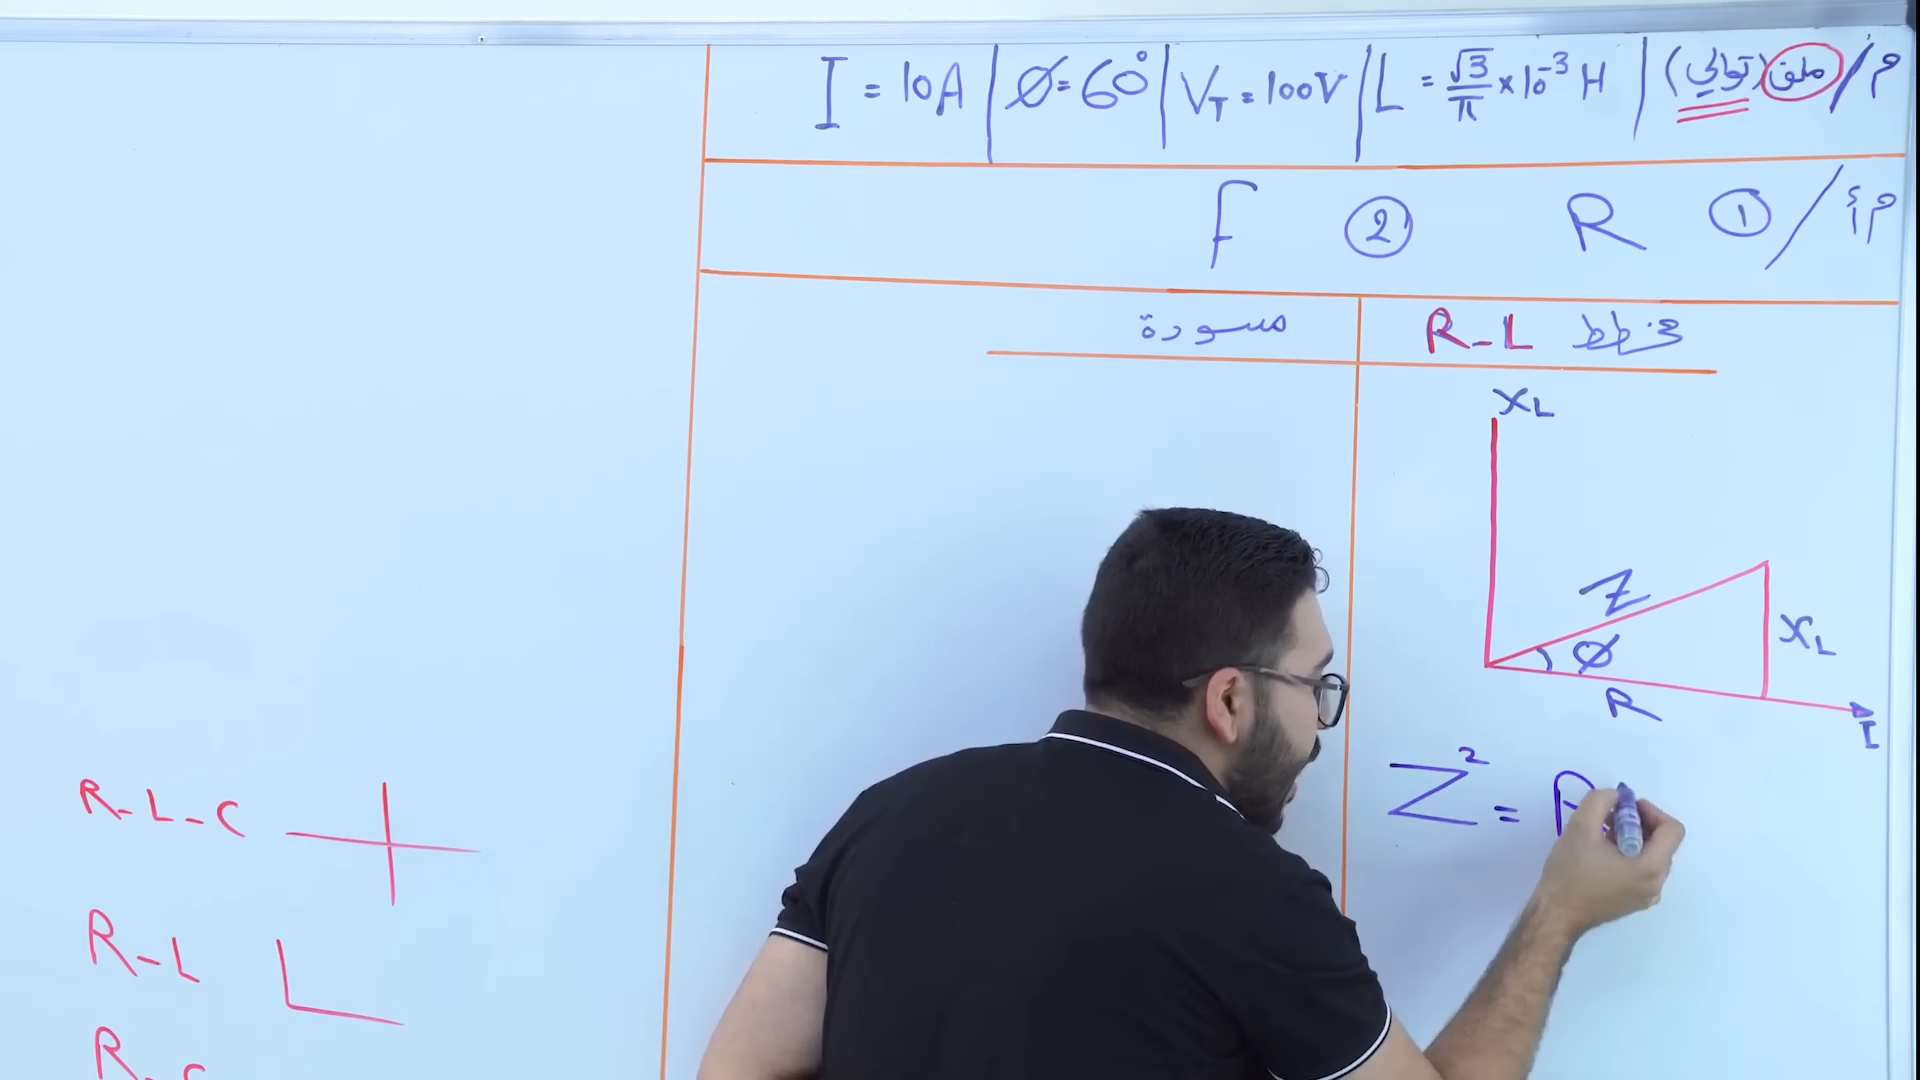 م/ ملف (توالي) | L = √3/π × 10⁻³ H | V_T = 100V | Ø = 60° | I = 10A
م أ / ① R ② F
مخطط R-L
مسودة
X_L
Z
Ø
X_L
R
I
Z² = R
R-L-C
R-L